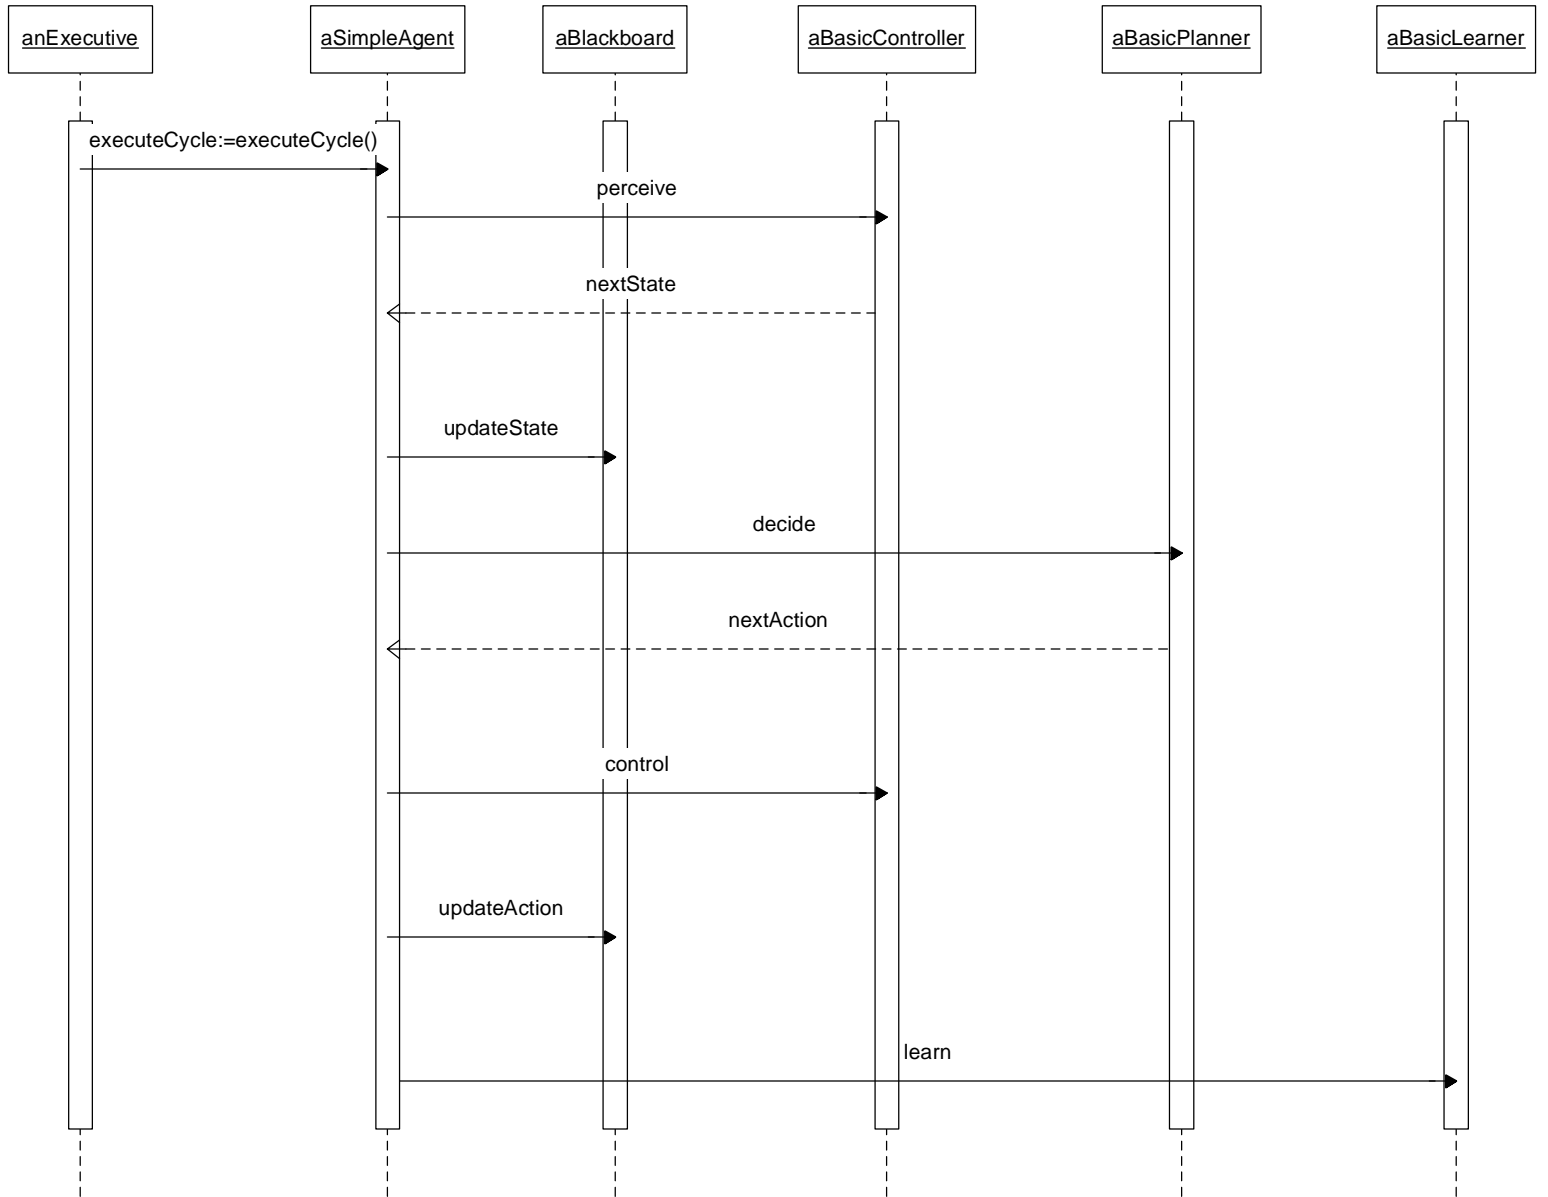 anExecutive
aSimpleAgent
aBlackboard
aBasicController
aBasicPlanner
aBasicLearner
executeCycle:=executeCycle()
perceive
nextState
updateState
decide
nextAction
control
updateAction
learn